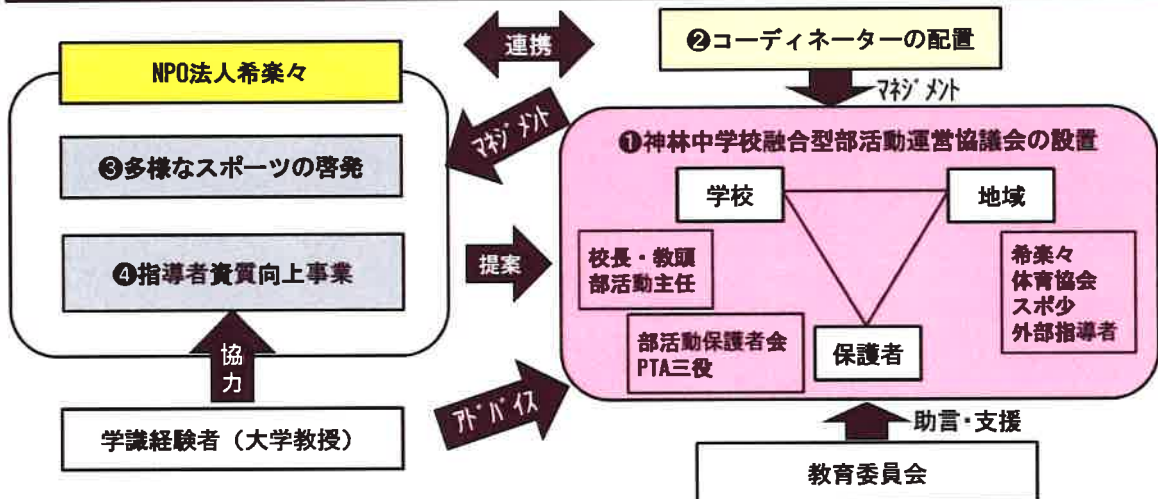 NPO法人希楽々
❸多様なスポーツの啓発
❹指導者資質向上事業
協力
学識経験者（大学教授）
連携
マネジメント
提案
アドバイス
❷コーディネーターの配置
マネジメント
❶神林中学校融合型部活動運営協議会の設置
学校
地域
校長・教頭
部活動主任
希楽々
体育協会
スポ少
外部指導者
部活動保護者会
PTA三役
保護者
助言・支援
教育委員会